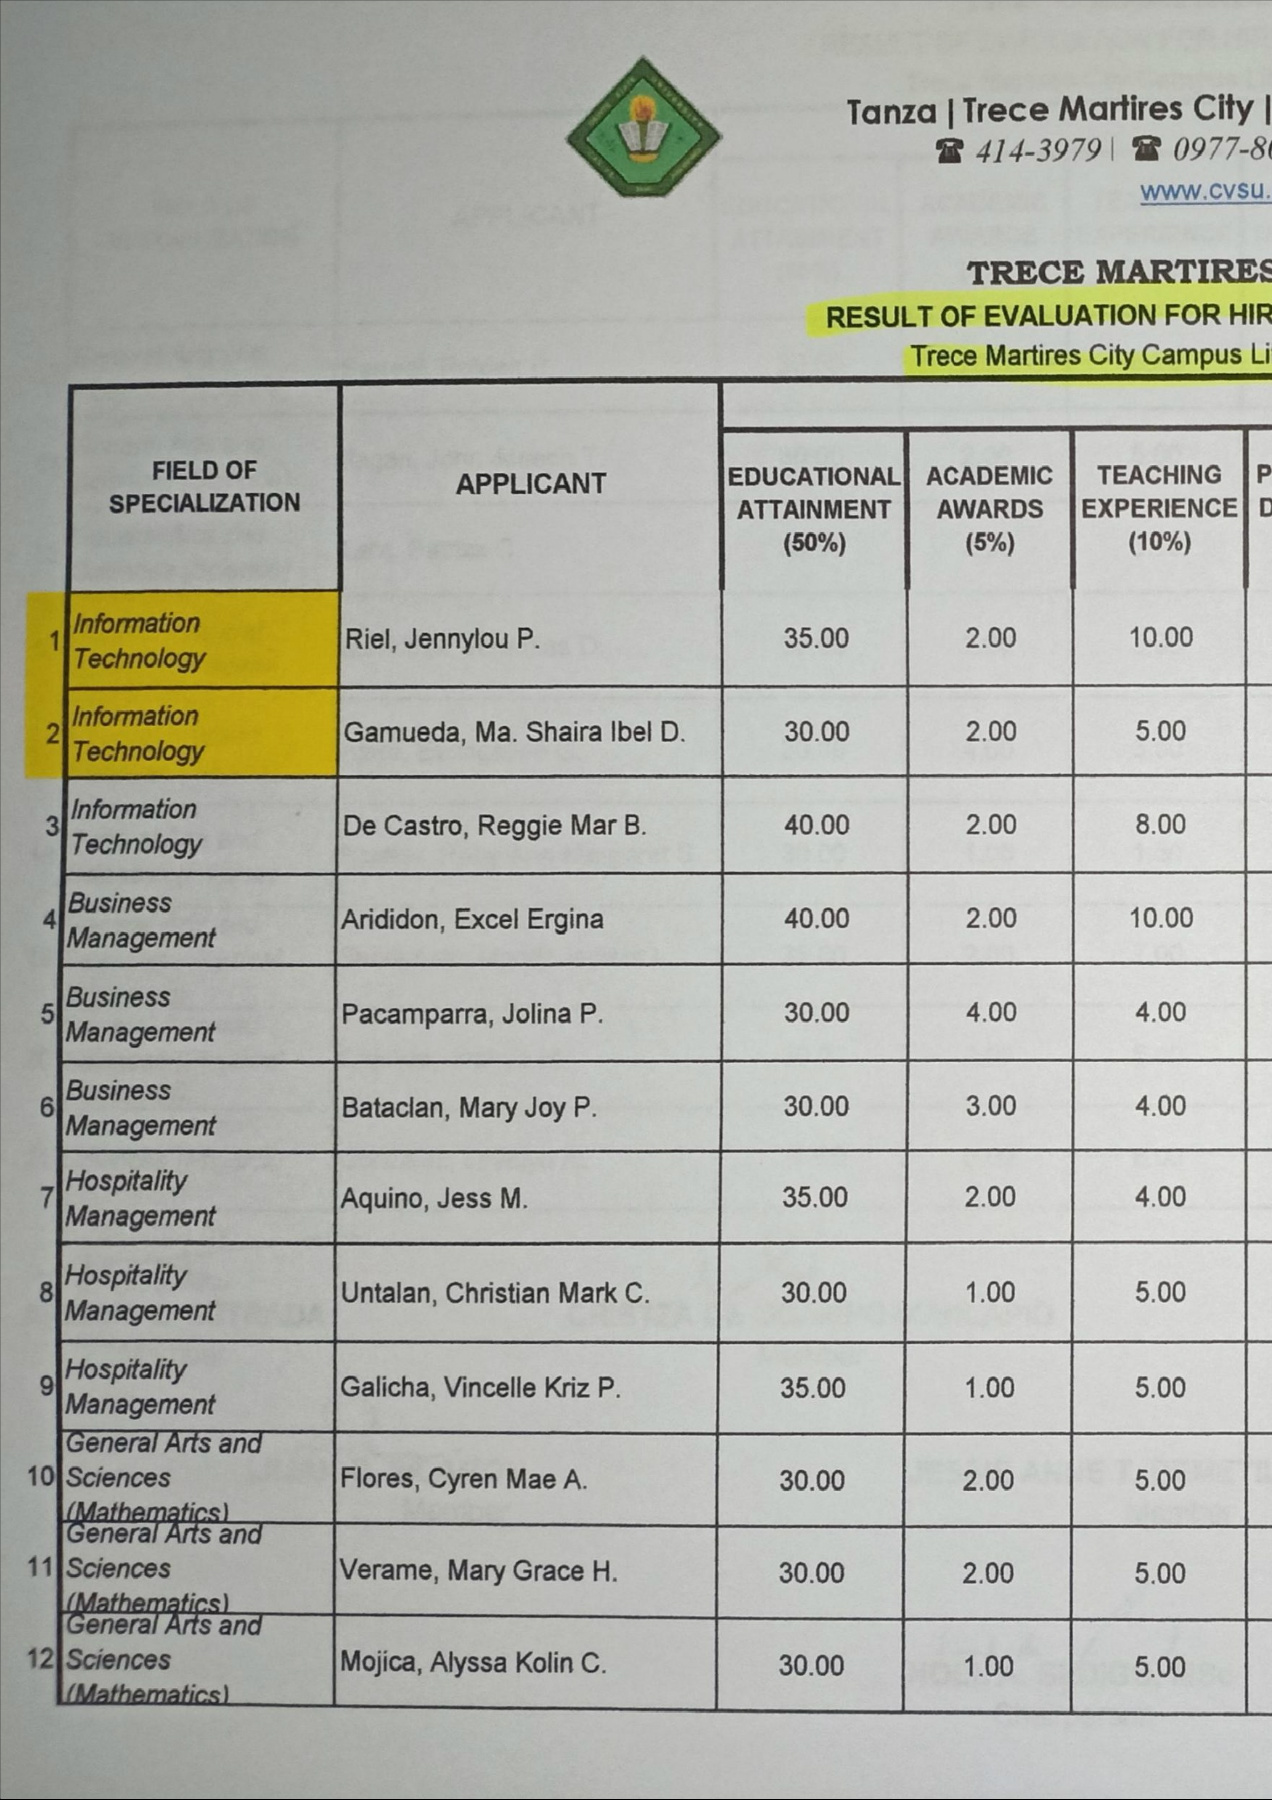 Tanza | Trece Martires City |
☎ 414-3979 | ☎ 0977-8
www.cvsu.
TRECE MARTIRES
RESULT OF EVALUATION FOR HIR
Trece Martires City Campus Li
FIELD OF SPECIALIZATION APPLICANT EDUCATIONAL ATTAINMENT (50%) ACADEMIC AWARDS (5%) TEACHING EXPERIENCE (10%)
1 Information Technology Riel, Jennylou P. 35.00 2.00 10.00
2 Information Technology Gamueda, Ma. Shaira Ibel D. 30.00 2.00 5.00
3 Information Technology De Castro, Reggie Mar B. 40.00 2.00 8.00
4 Business Management Arididon, Excel Ergina 40.00 2.00 10.00
5 Business Management Pacamparra, Jolina P. 30.00 4.00 4.00
6 Business Management Bataclan, Mary Joy P. 30.00 3.00 4.00
7 Hospitality Management Aquino, Jess M. 35.00 2.00 4.00
8 Hospitality Management Untalan, Christian Mark C. 30.00 1.00 5.00
9 Hospitality Management Galicha, Vincelle Kriz P. 35.00 1.00 5.00
10 General Arts and Sciences (Mathematics) Flores, Cyren Mae A. 30.00 2.00 5.00
11 General Arts and Sciences (Mathematics) Verame, Mary Grace H. 30.00 2.00 5.00
12 General Arts and Sciences (Mathematics) Mojica, Alyssa Kolin C. 30.00 1.00 5.00